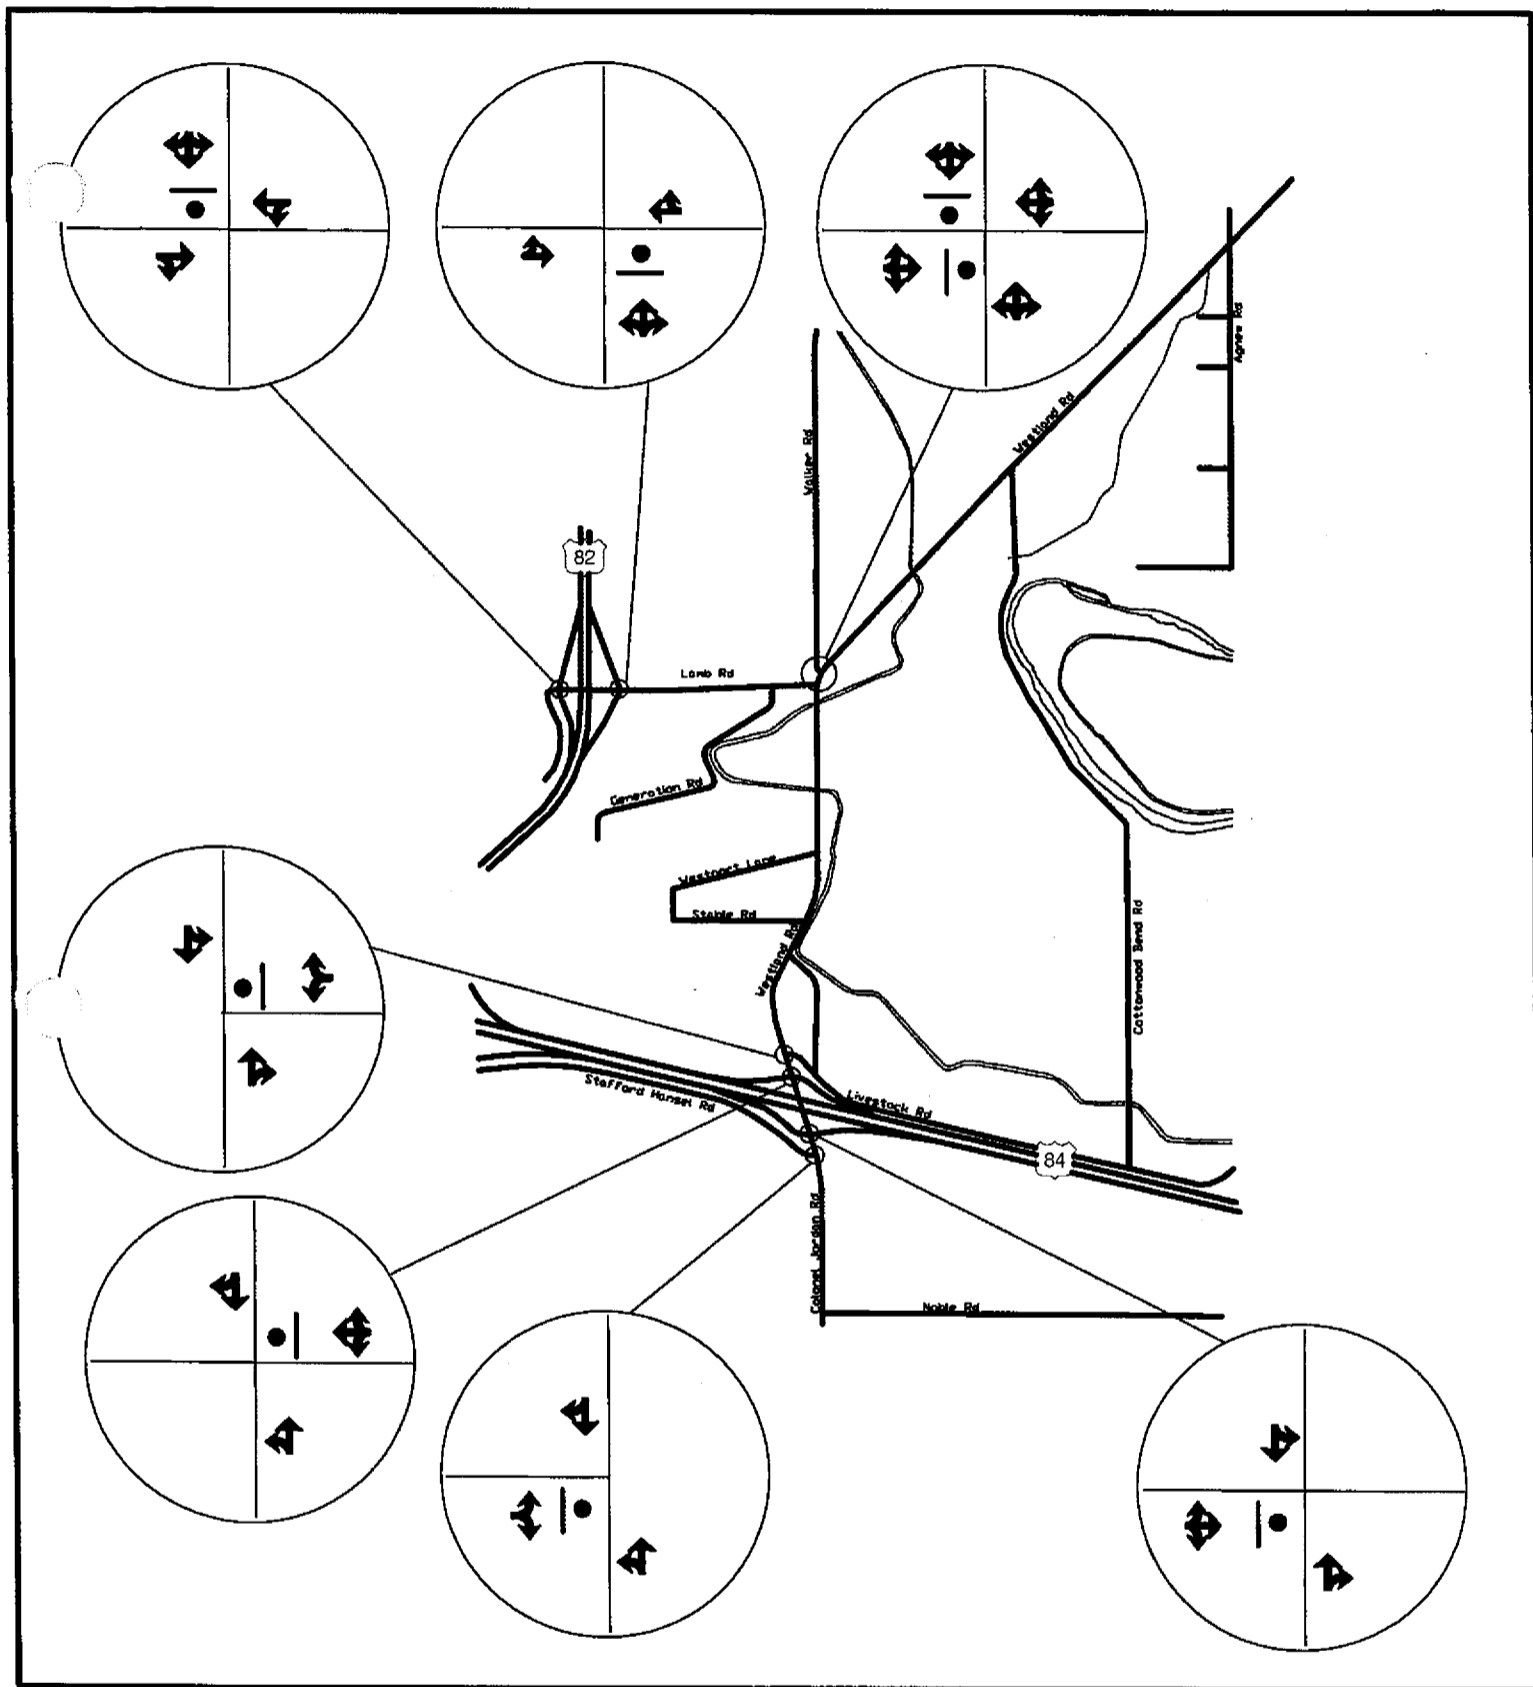 Agnew Rd
Westland Rd
Walker Rd
82
Lamb Rd
Generation Rd
Westport Lane
Stable Rd
Westland Rd
Cottonwood Bend Rd
Stafford Hansel Rd
Livestock Rd
84
Colonel Jordan Rd
Noble Rd